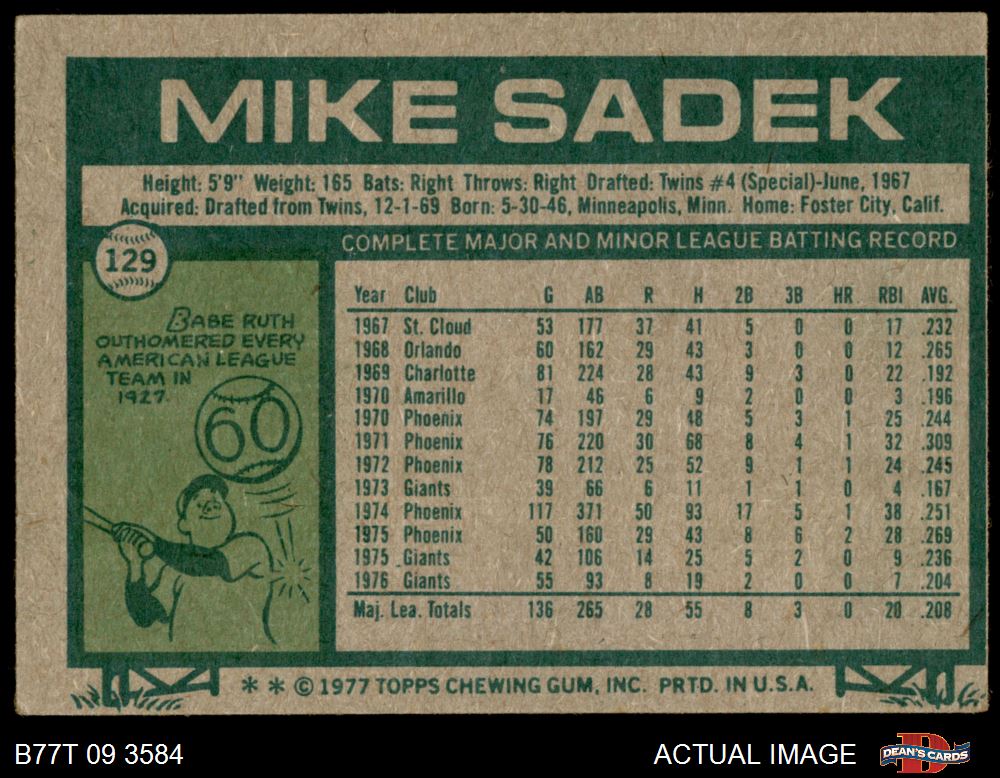 MIKE SADEK
Height: 5'9" Weight: 165 Bats: Right Throws: Right Drafted: Twins #4 (Special)-June, 1967
Acquired: Drafted from Twins, 12-1-69 Born: 5-30-46, Minneapolis, Minn. Home: Foster City, Calif.
129
COMPLETE MAJOR AND MINOR LEAGUE BATTING RECORD
BABE RUTH
OUTHOMERED EVERY
AMERICAN LEAGUE
TEAM IN
1927.
60
Year Club G AB R H 2B 3B HR RBI AVG.
1967 St. Cloud 53 177 37 41 5 0 0 17 .232
1968 Orlando 60 162 29 43 3 0 0 12 .265
1969 Charlotte 81 224 28 43 9 3 0 22 .192
1970 Amarillo 17 46 6 9 2 0 0 3 .196
1970 Phoenix 74 197 29 48 5 3 1 25 .244
1971 Phoenix 76 220 30 68 8 4 1 32 .309
1972 Phoenix 78 212 25 52 9 1 1 24 .245
1973 Giants 39 66 6 11 1 1 0 4 .167
1974 Phoenix 117 371 50 93 17 5 1 38 .251
1975 Phoenix 50 160 29 43 8 6 2 28 .269
1975 Giants 42 106 14 25 5 2 0 9 .236
1976 Giants 55 93 8 19 2 0 0 7 .204
Maj. Lea. Totals 136 265 28 55 8 3 0 20 .208
* * © 1977 TOPPS CHEWING GUM, INC. PRTD. IN U.S.A.
B77T 09 3584
ACTUAL IMAGE
DEAN'S CARDS